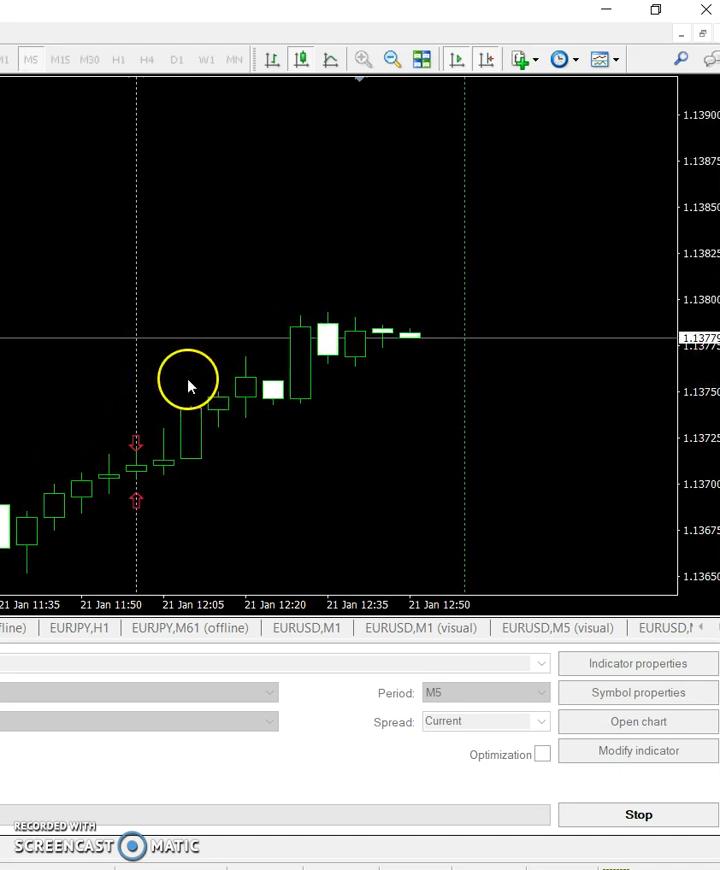 M5 M15 M30 H1 H4 D1 W1 MN
1.13900
1.13875
1.13850
1.13825
1.13800
1.13779
1.13775
1.13750
1.13725
1.13700
1.13675
1.13650
21 Jan 11:35 21 Jan 11:50 21 Jan 12:05 21 Jan 12:20 21 Jan 12:35 21 Jan 12:50
fline) EURJPY,H1 EURJPY,M61 (offline) EURUSD,M1 EURUSD,M1 (visual) EURUSD,M5 (visual) EURUSD,
Indicator properties
Period: M5 Symbol properties
Spread: Current Open chart
Optimization Modify indicator
Stop
RECORDED WITH
SCREENCAST MATIC